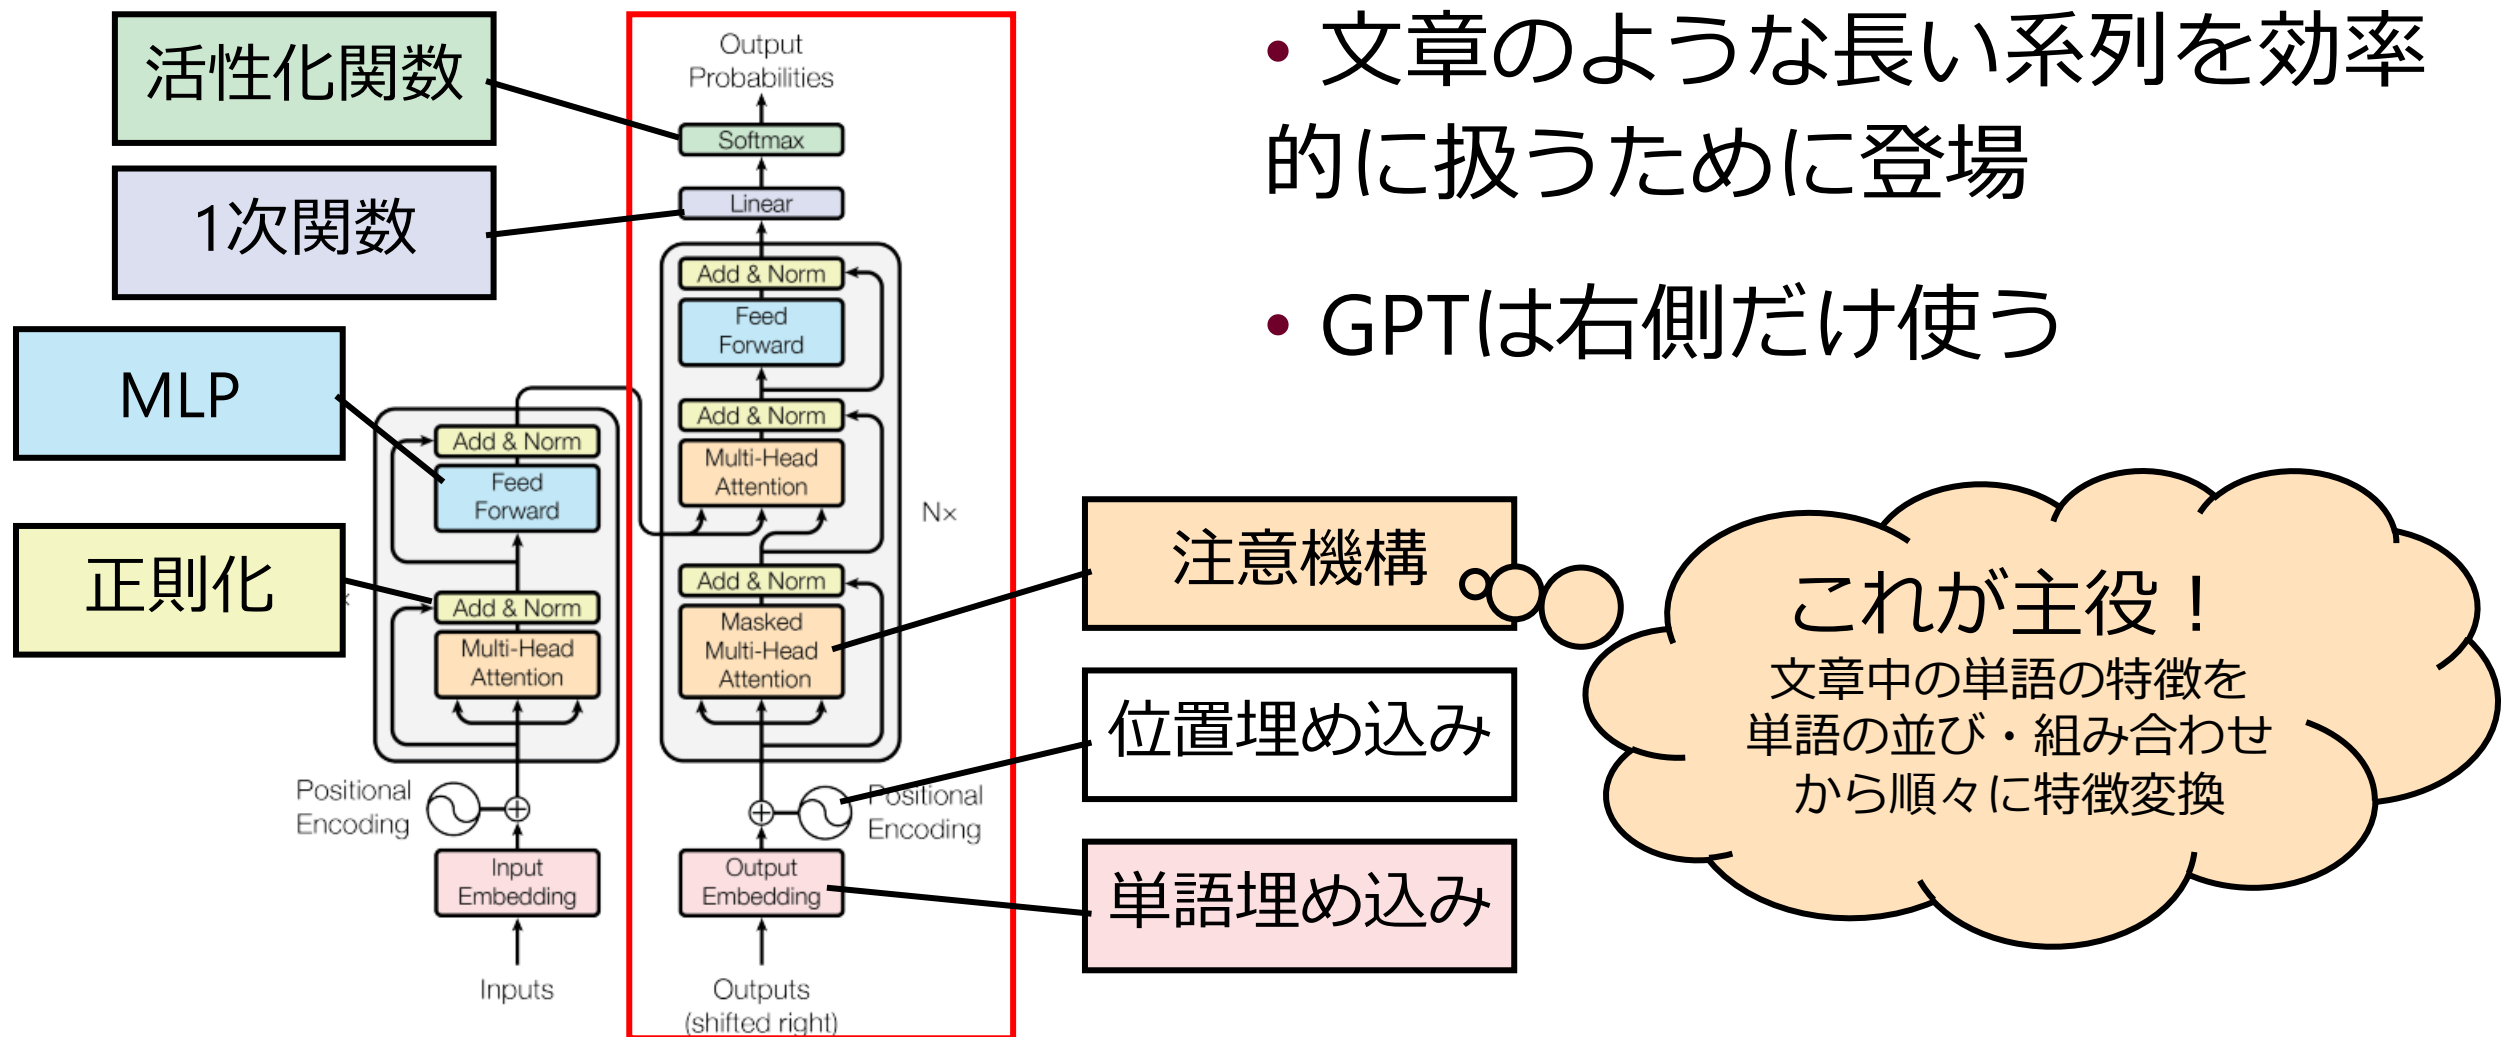 • 文章のような長い系列を効率
的に扱うために登場
• GPTは右側だけ使う
活性化関数
1次関数
MLP
正則化
Output
Probabilities
Softmax
Linear
Add & Norm
Feed
Forward
Add & Norm
Multi-Head
Attention
Add & Norm
Masked
Multi-Head
Attention
N×
Positional
Encoding
Output
Embedding
Outputs
(shifted right)
Add & Norm
Feed
Forward
Add & Norm
Multi-Head
Attention
Positional
Encoding
Input
Embedding
Inputs
注意機構
位置埋め込み
単語埋め込み
これが主役！
文章中の単語の特徴を
単語の並び・組み合わせ
から順々に特徴変換